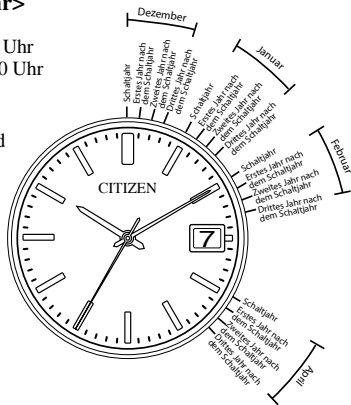 r>
Uhr
0 Uhr
d
Dezember
Schaltjahr
Erstes Jahr nach
dem Schaltjahr
Zweites Jahr nach
dem Schaltjahr
Drittes Jahr nach
dem Schaltjahr
Januar
Schaltjahr
Erstes Jahr nach
dem Schaltjahr
Zweites Jahr nach
dem Schaltjahr
Drittes Jahr nach
dem Schaltjahr
Februar
Schaltjahr
Erstes Jahr nach
dem Schaltjahr
Zweites Jahr nach
dem Schaltjahr
Drittes Jahr nach
dem Schaltjahr
CITIZEN
7
Schaltjahr
Erstes Jahr nach
dem Schaltjahr
Zweites Jahr nach
dem Schaltjahr
Drittes Jahr nach
dem Schaltjahr
April